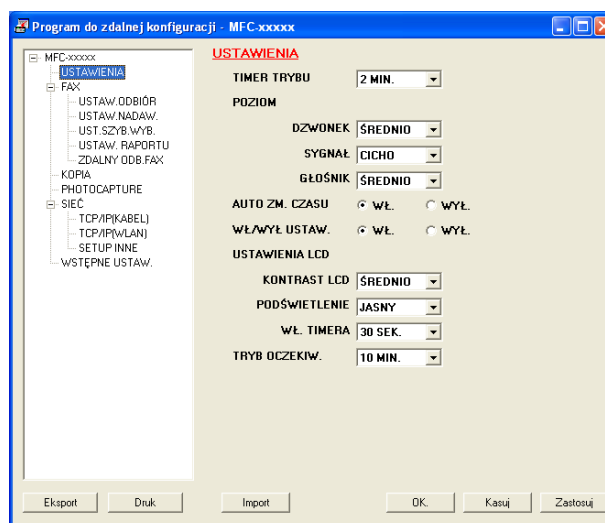 Program do zdalnej konfiguracji - MFC-xxxxx
MFC-xxxxx
USTAWIENIA
FAX
USTAW.ODBIÓR
USTAW.NADAW.
UST.SZYB.WYB.
USTAW. RAPORTU
ZDALNY ODB.FAX
KOPIA
PHOTOCAPTURE
SIEĆ
TCP/IP(KABEL)
TCP/IP(WLAN)
SETUP INNE
WSTĘPNE USTAW.
USTAWIENIA
TIMER TRYBU 2 MIN.
POZIOM
DZWONEK ŚREDNIO
SYGNAŁ CICHO
GŁOŚNIK ŚREDNIO
AUTO ZM. CZASU WŁ. WYŁ.
WŁ/WYŁ USTAW. WŁ. WYŁ.
USTAWIENIA LCD
KONTRAST LCD ŚREDNIO
PODŚWIETLENIE JASNY
WŁ. TIMERA 30 SEK.
TRYB OCZEKIW. 10 MIN.
Eksport Druk Import OK. Kasuj Zastosuj